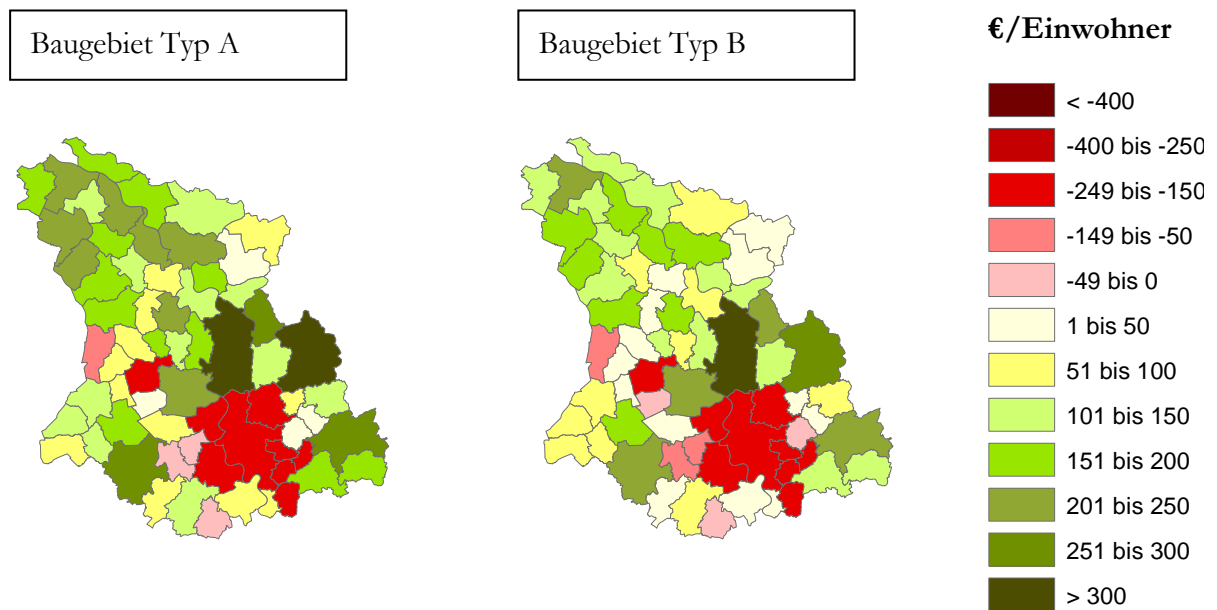 Baugebiet Typ A
Baugebiet Typ B
€/Einwohner
< -400
-400 bis -250
-249 bis -150
-149 bis -50
-49 bis 0
1 bis 50
51 bis 100
101 bis 150
151 bis 200
201 bis 250
251 bis 300
> 300